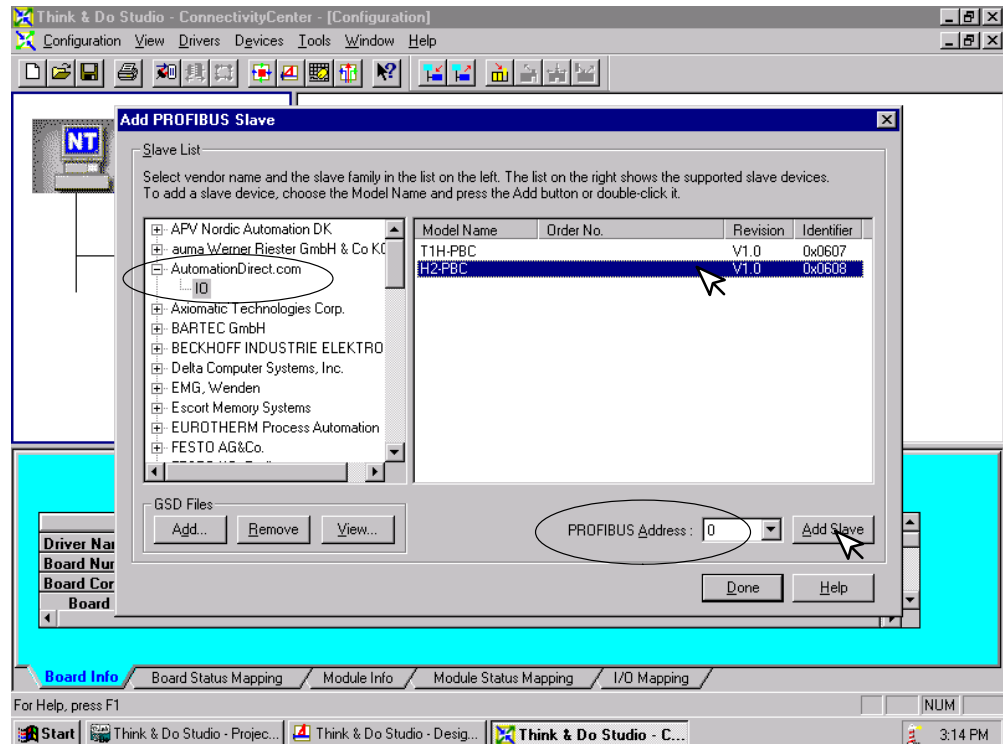 Think & Do Studio - ConnectivityCenter - [Configuration]
Configuration View Drivers Devices Tools Window Help
NT
Add PROFIBUS Slave
Slave List
Select vendor name and the slave family in the list on the left. The list on the right shows the supported slave devices.
To add a slave device, choose the Model Name and press the Add button or double-click it.
APV Nordic Automation DK
auma Werner Riester GmbH & Co KG
AutomationDirect.com
IO
Axiomatic Technologies Corp.
BARTEC GmbH
BECKHOFF INDUSTRIE ELEKTRO
Delta Computer Systems, Inc.
EMG, Wenden
Escort Memory Systems
EUROTHERM Process Automation
FESTO AG&Co.
Model Name Order No. Revision Identifier
T1H-PBC V1.0 0x0607
H2-PBC V1.0 0x0608
GSD Files
Add... Remove View...
PROFIBUS Address : 0 Add Slave
Done Help
Driver Nar
Board Nur
Board Cor
Board
Board Info Board Status Mapping Module Info Module Status Mapping I/O Mapping
For Help, press F1 NUM
Start Think & Do Studio - Projec... Think & Do Studio - Desig... Think & Do Studio - C... 3:14 PM